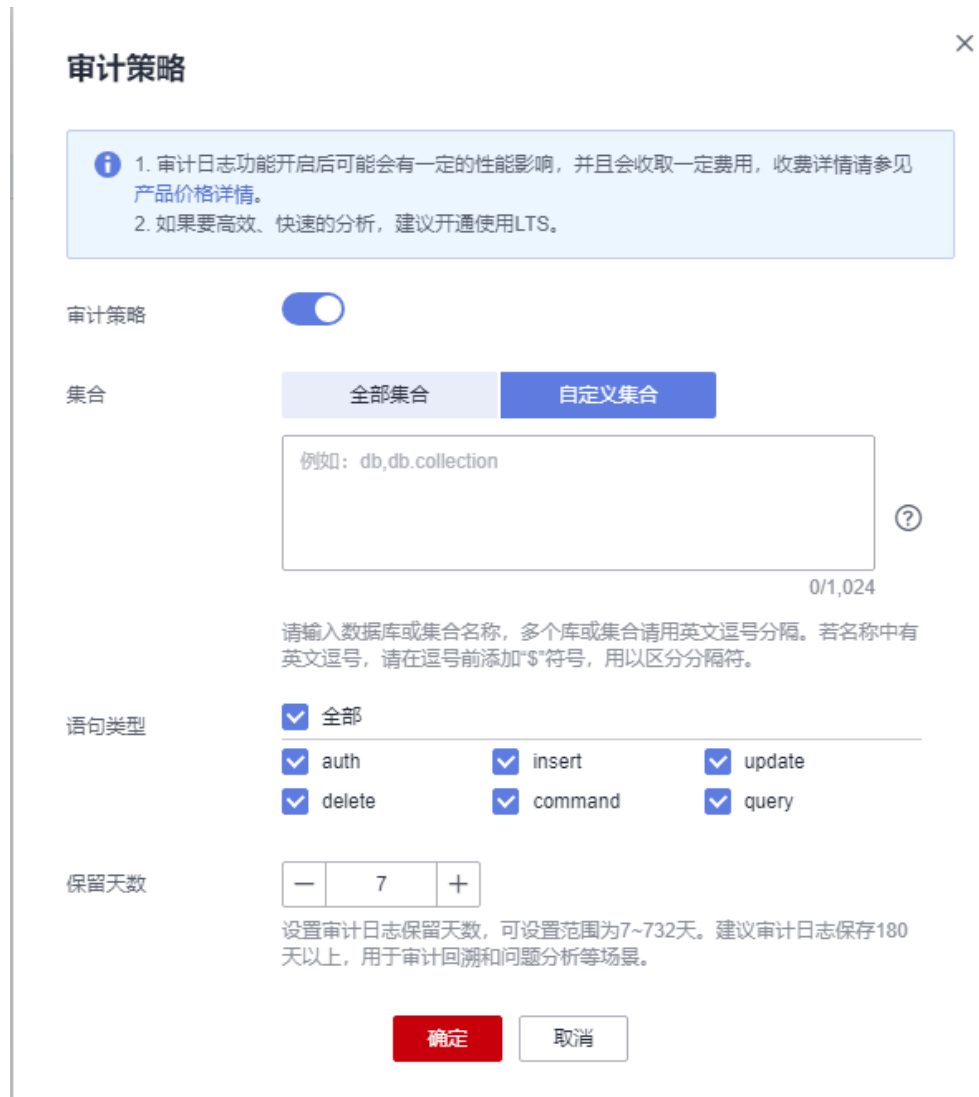 审计策略
1. 审计日志功能开启后可能会有一定的性能影响，并且会收取一定费用，收费详情请参见
产品价格详情。
2. 如果要高效、快速的分析，建议开通使用LTS。
审计策略
集合
全部集合 自定义集合
例如：db,db.collection
0/1,024
请输入数据库或集合名称，多个库或集合请用英文逗号分隔。若名称中有
英文逗号，请在逗号前添加“$”符号，用以区分分隔符。
语句类型
全部
auth insert update
delete command query
保留天数
7
设置审计日志保留天数，可设置范围为7~732天。建议审计日志保存180
天以上，用于审计回溯和问题分析等场景。
确定 取消